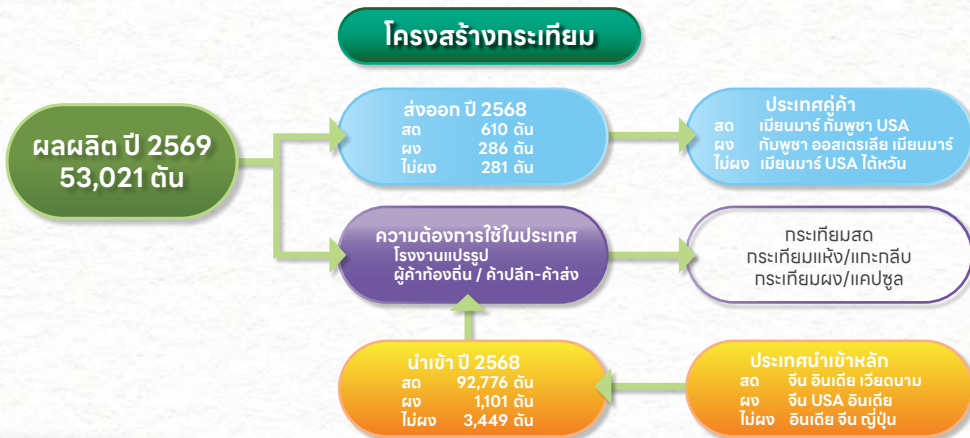 โครงสร้างกระเทียม
ผลผลิต ปี 2569
53,021 ตัน
ส่งออก ปี 2568
สด 610 ตัน
ผง 286 ตัน
ไม่ผง 281 ตัน
ประเทศคู่ค้า
สด เมียนมาร์ กัมพูชา USA
ผง กัมพูชา ออสเตรเลีย เมียนมาร์
ไม่ผง เมียนมาร์ USA ไต้หวัน
ความต้องการใช้ในประเทศ
โรงงานแปรรูป
ผู้ค้าท้องถิ่น / ค้าปลีก-ค้าส่ง
กระเทียมสด
กระเทียมแห้ง/แกะกลีบ
กระเทียมผง/แคปซูล
นำเข้า ปี 2568
สด 92,776 ตัน
ผง 1,101 ตัน
ไม่ผง 3,449 ตัน
ประเทศนำเข้าหลัก
สด จีน อินเดีย เวียดนาม
ผง จีน USA อินเดีย
ไม่ผง อินเดีย จีน ญี่ปุ่น